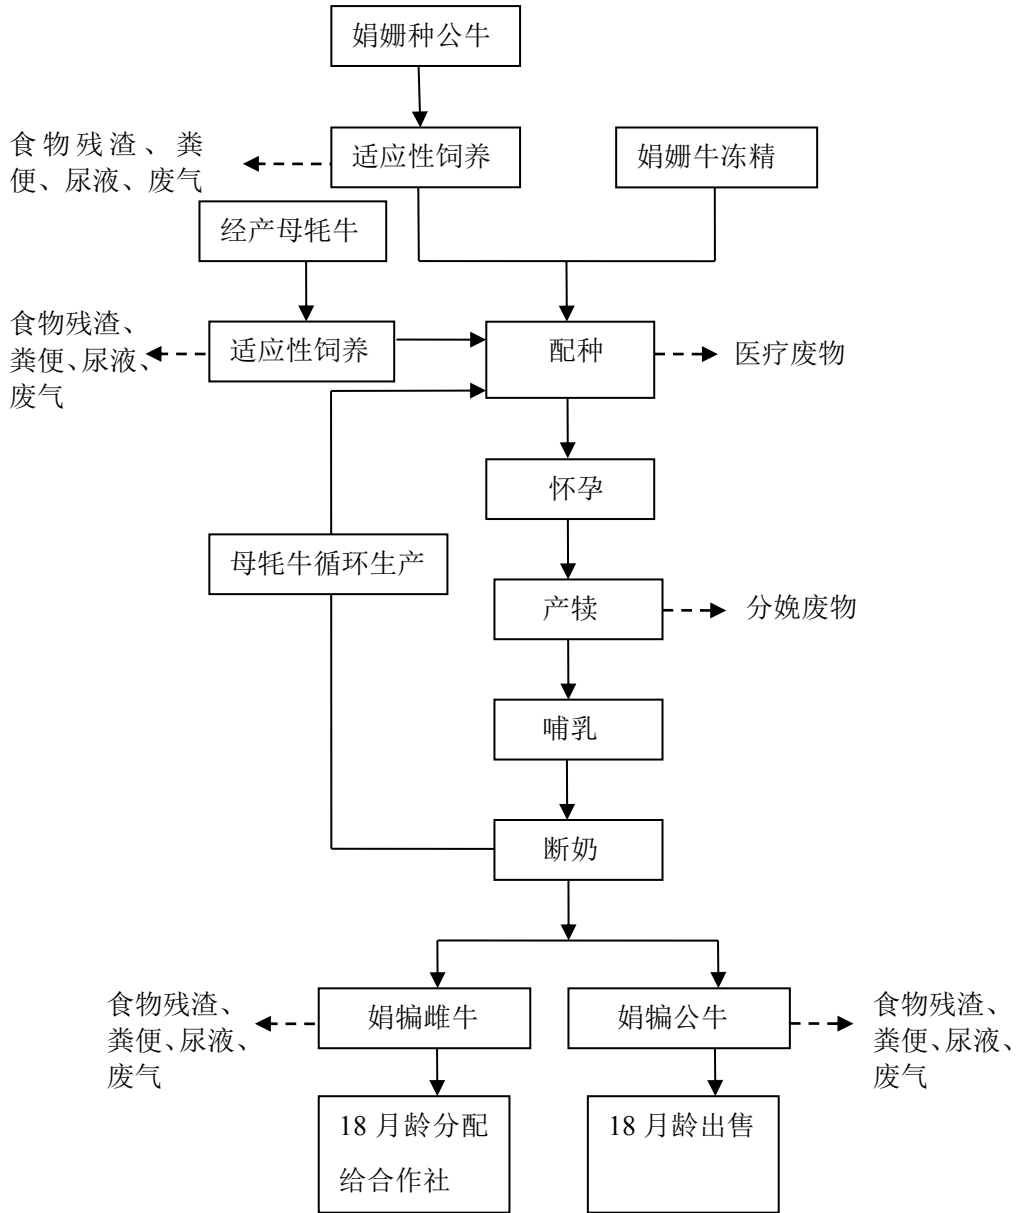 娟姗种公牛
食物残渣、粪
便、尿液、废气
适应性饲养
娟姗牛冻精
经产母牦牛
食物残渣、
粪便、尿液、
废气
适应性饲养
配种
医疗废物
怀孕
母牦牛循环生产
产犊
分娩废物
哺乳
断奶
食物残渣、
粪便、尿液、
废气
娟犏雌牛
娟犏公牛
食物残渣、
粪便、尿液、
废气
18 月龄分配
给合作社
18 月龄出售